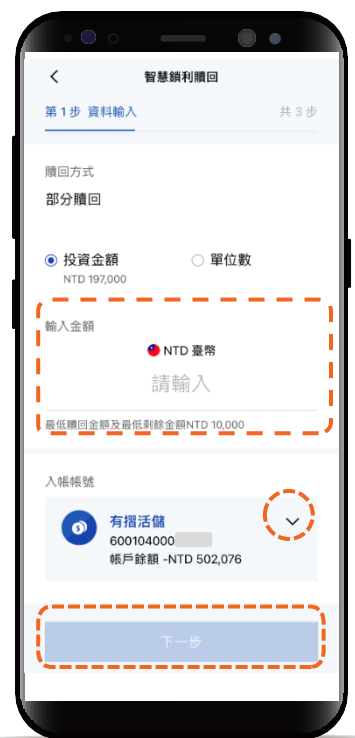 智慧鎖利贖回
第1步 資料輸入
共3步
贖回方式
部分贖回
投資金額
單位數
NTD 197,000
輸入金額
NTD 臺幣
請輸入
最低贖回金額及最低剩餘金額NTD 10,000
入帳帳號
有摺活儲
600104000
帳戶餘額 -NTD 502,076
下一步